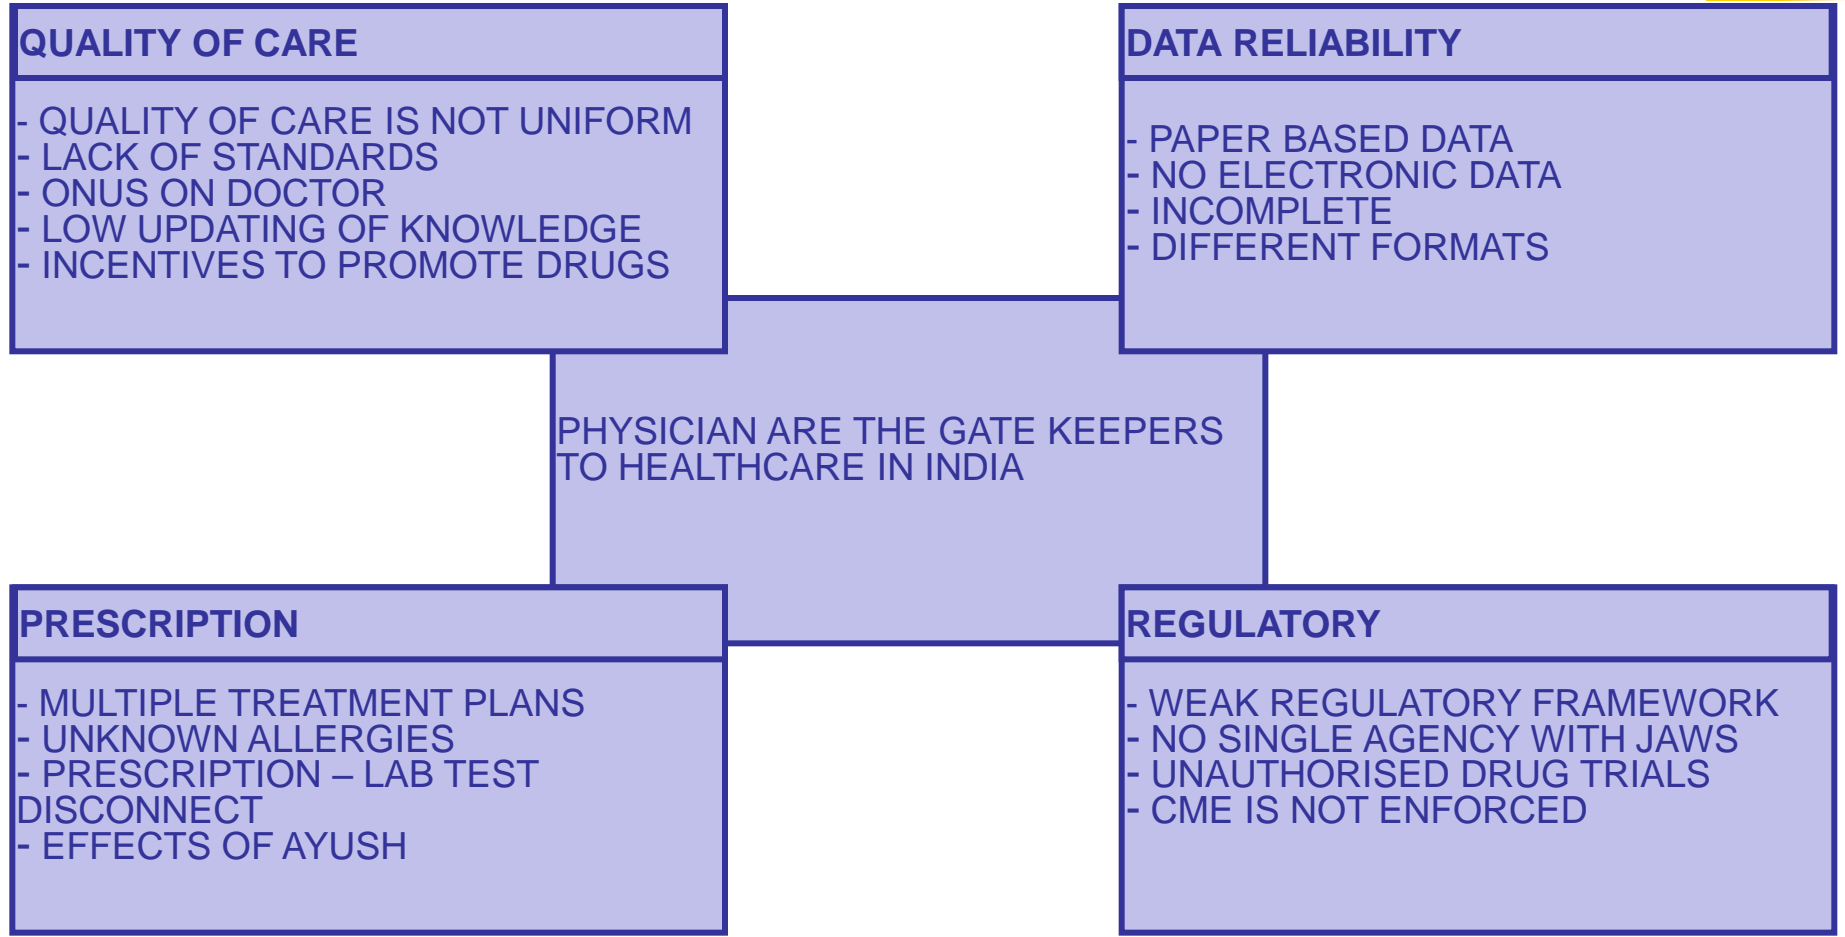 QUALITY OF CARE
- QUALITY OF CARE IS NOT UNIFORM
- LACK OF STANDARDS
- ONUS ON DOCTOR
- LOW UPDATING OF KNOWLEDGE
- INCENTIVES TO PROMOTE DRUGS
DATA RELIABILITY
- PAPER BASED DATA
- NO ELECTRONIC DATA
- INCOMPLETE
- DIFFERENT FORMATS
PHYSICIAN ARE THE GATE KEEPERS
TO HEALTHCARE IN INDIA
PRESCRIPTION
- MULTIPLE TREATMENT PLANS
- UNKNOWN ALLERGIES
- PRESCRIPTION – LAB TEST
DISCONNECT
- EFFECTS OF AYUSH
REGULATORY
- WEAK REGULATORY FRAMEWORK
- NO SINGLE AGENCY WITH JAWS
- UNAUTHORISED DRUG TRIALS
- CME IS NOT ENFORCED